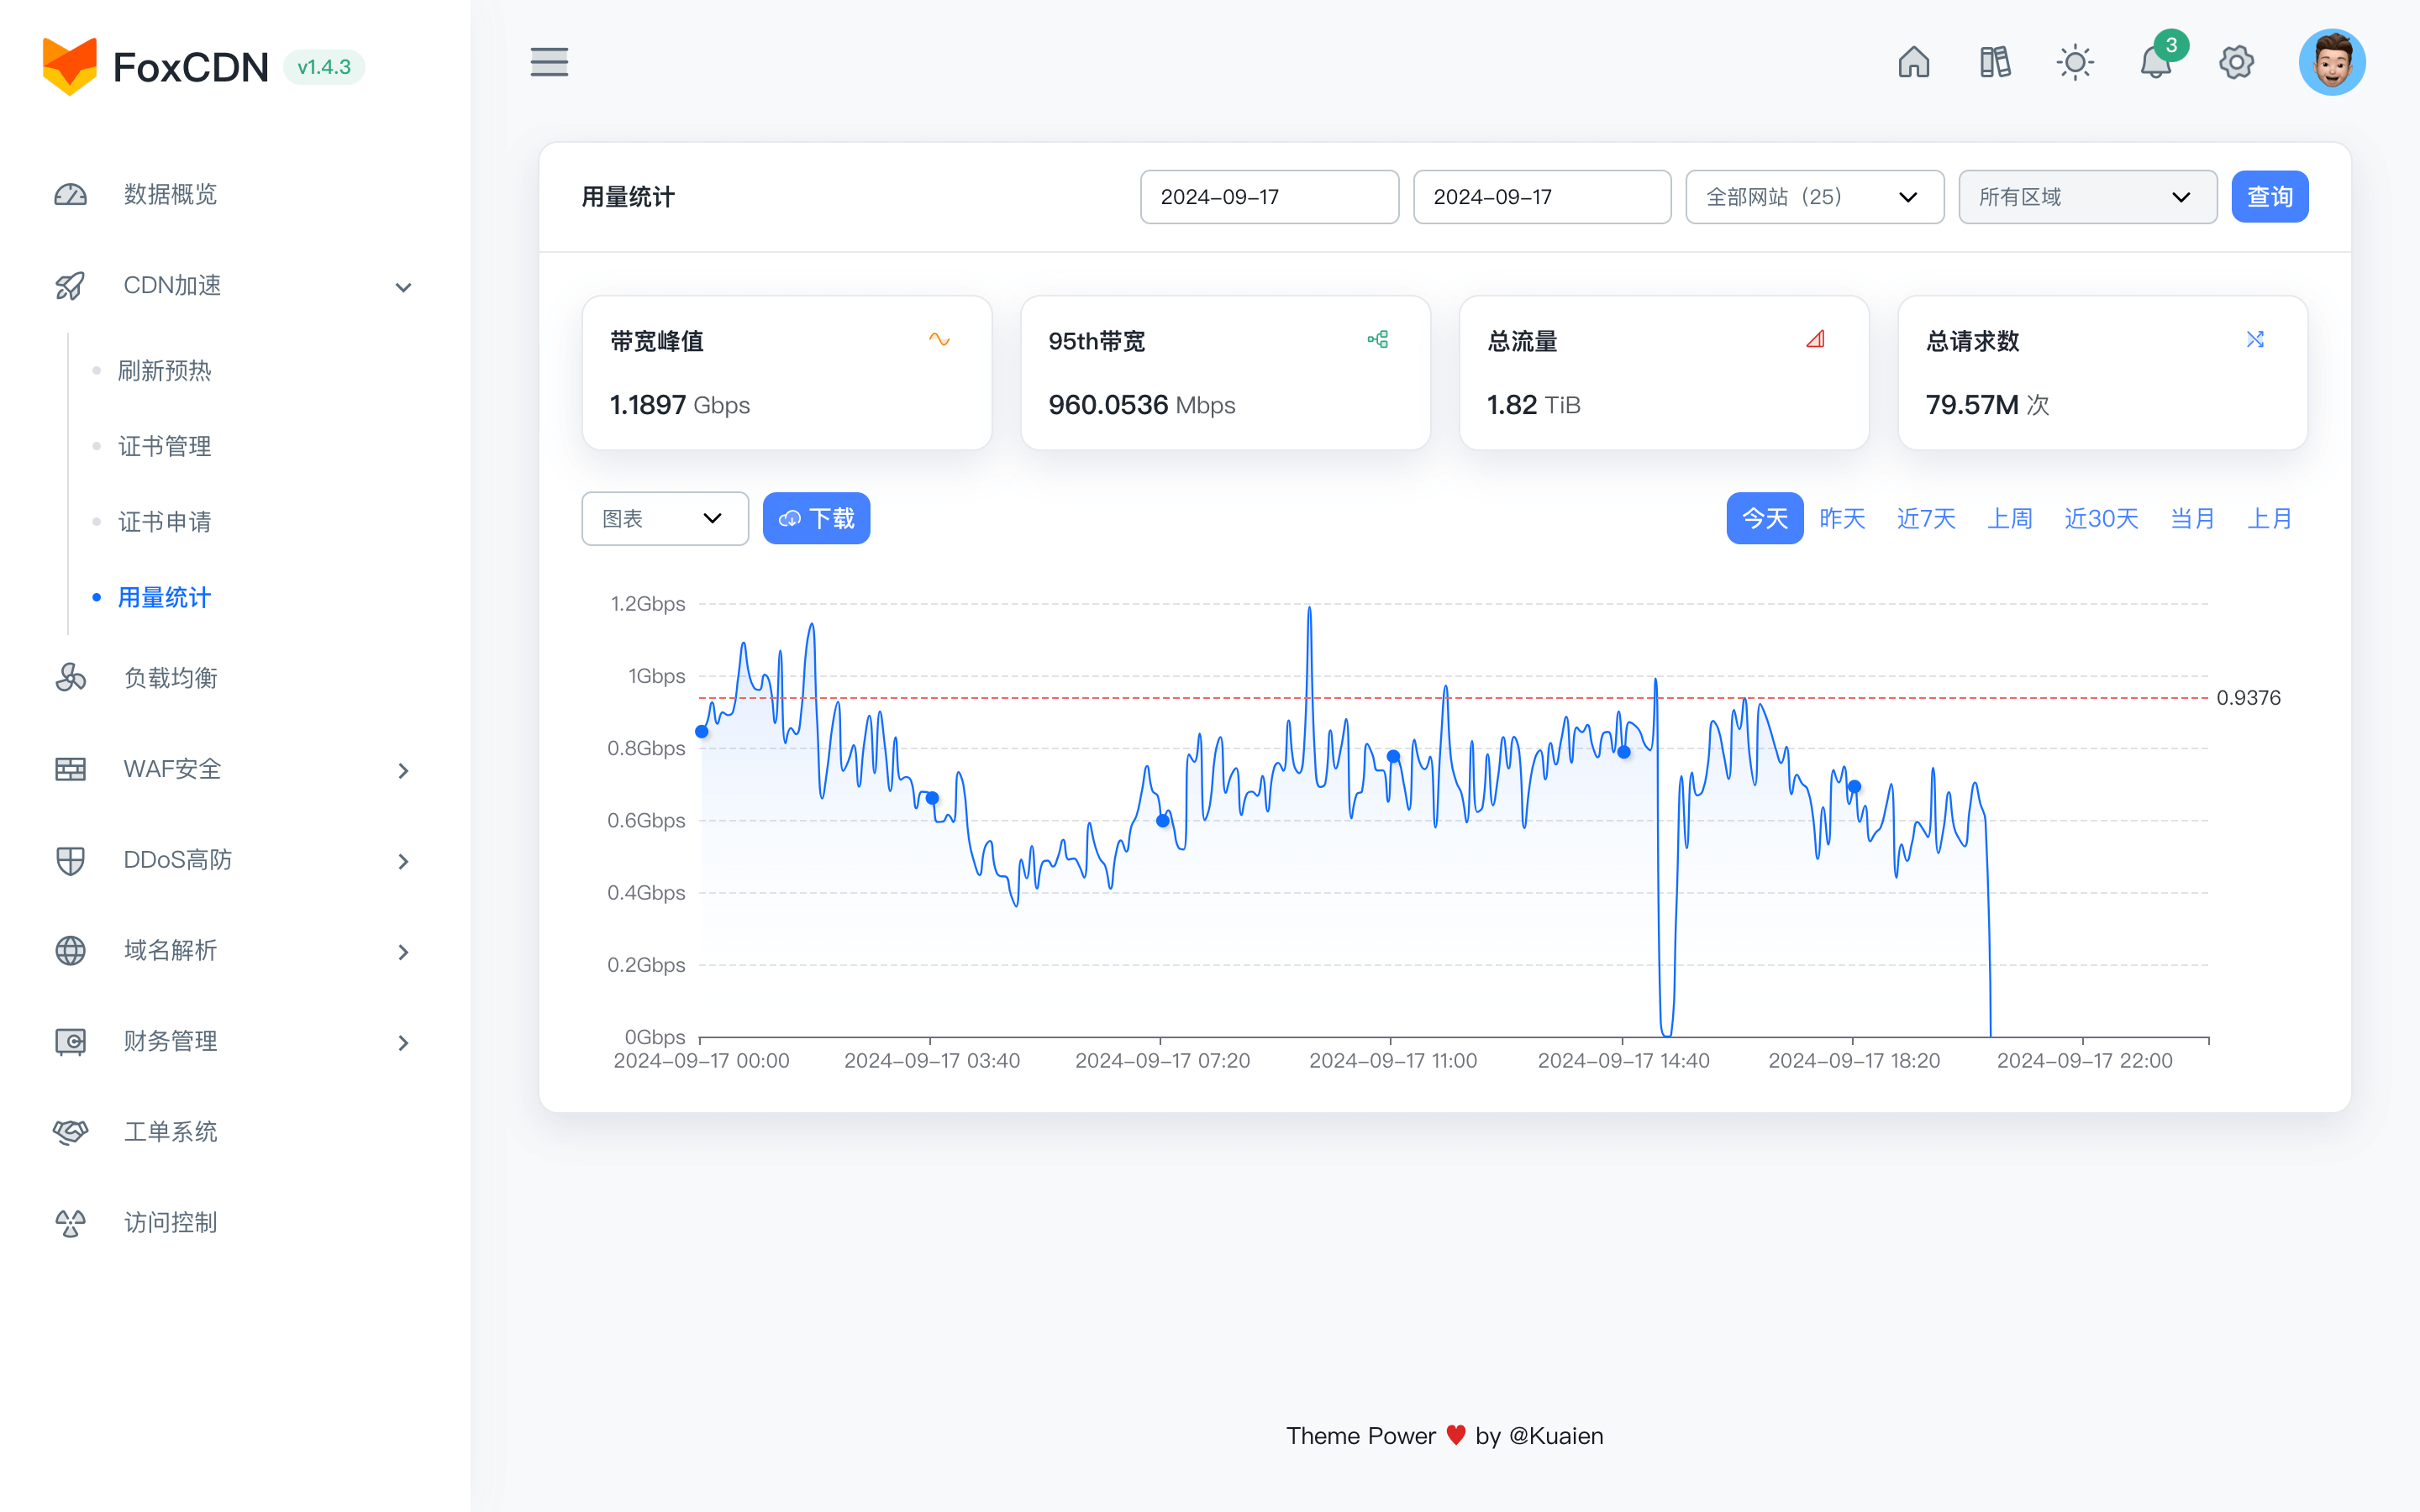 FoxCDN v1.4.3
数据概览
CDN加速
刷新预热
证书管理
证书申请
用量统计
负载均衡
WAF安全
DDoS高防
域名解析
财务管理
工单系统
访问控制
3
用量统计
2024-09-17
2024-09-17
全部网站（25）
所有区域
查询
带宽峰值
1.1897 Gbps
95th带宽
960.0536 Mbps
总流量
1.82 TiB
总请求数
79.57M 次
图表
下载
今天 昨天 近7天 上周 近30天 当月 上月
1.2Gbps
1Gbps
0.9376
0.8Gbps
0.6Gbps
0.4Gbps
0.2Gbps
0Gbps
2024-09-17 00:00 2024-09-17 03:40 2024-09-17 07:20 2024-09-17 11:00 2024-09-17 14:40 2024-09-17 18:20 2024-09-17 22:00
Theme Power ♥ by @Kuaien